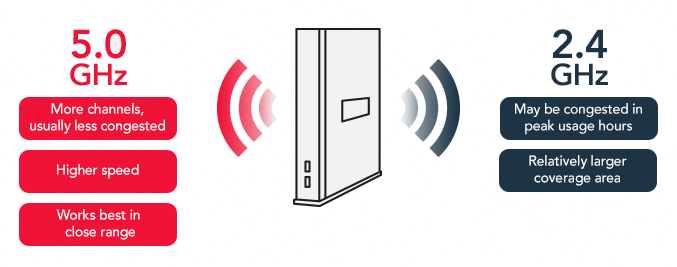 5.0
GHz
More channels,
usually less congested
Higher speed
Works best in
close range
2.4
GHz
May be congested in
peak usage hours
Relatively larger
coverage area